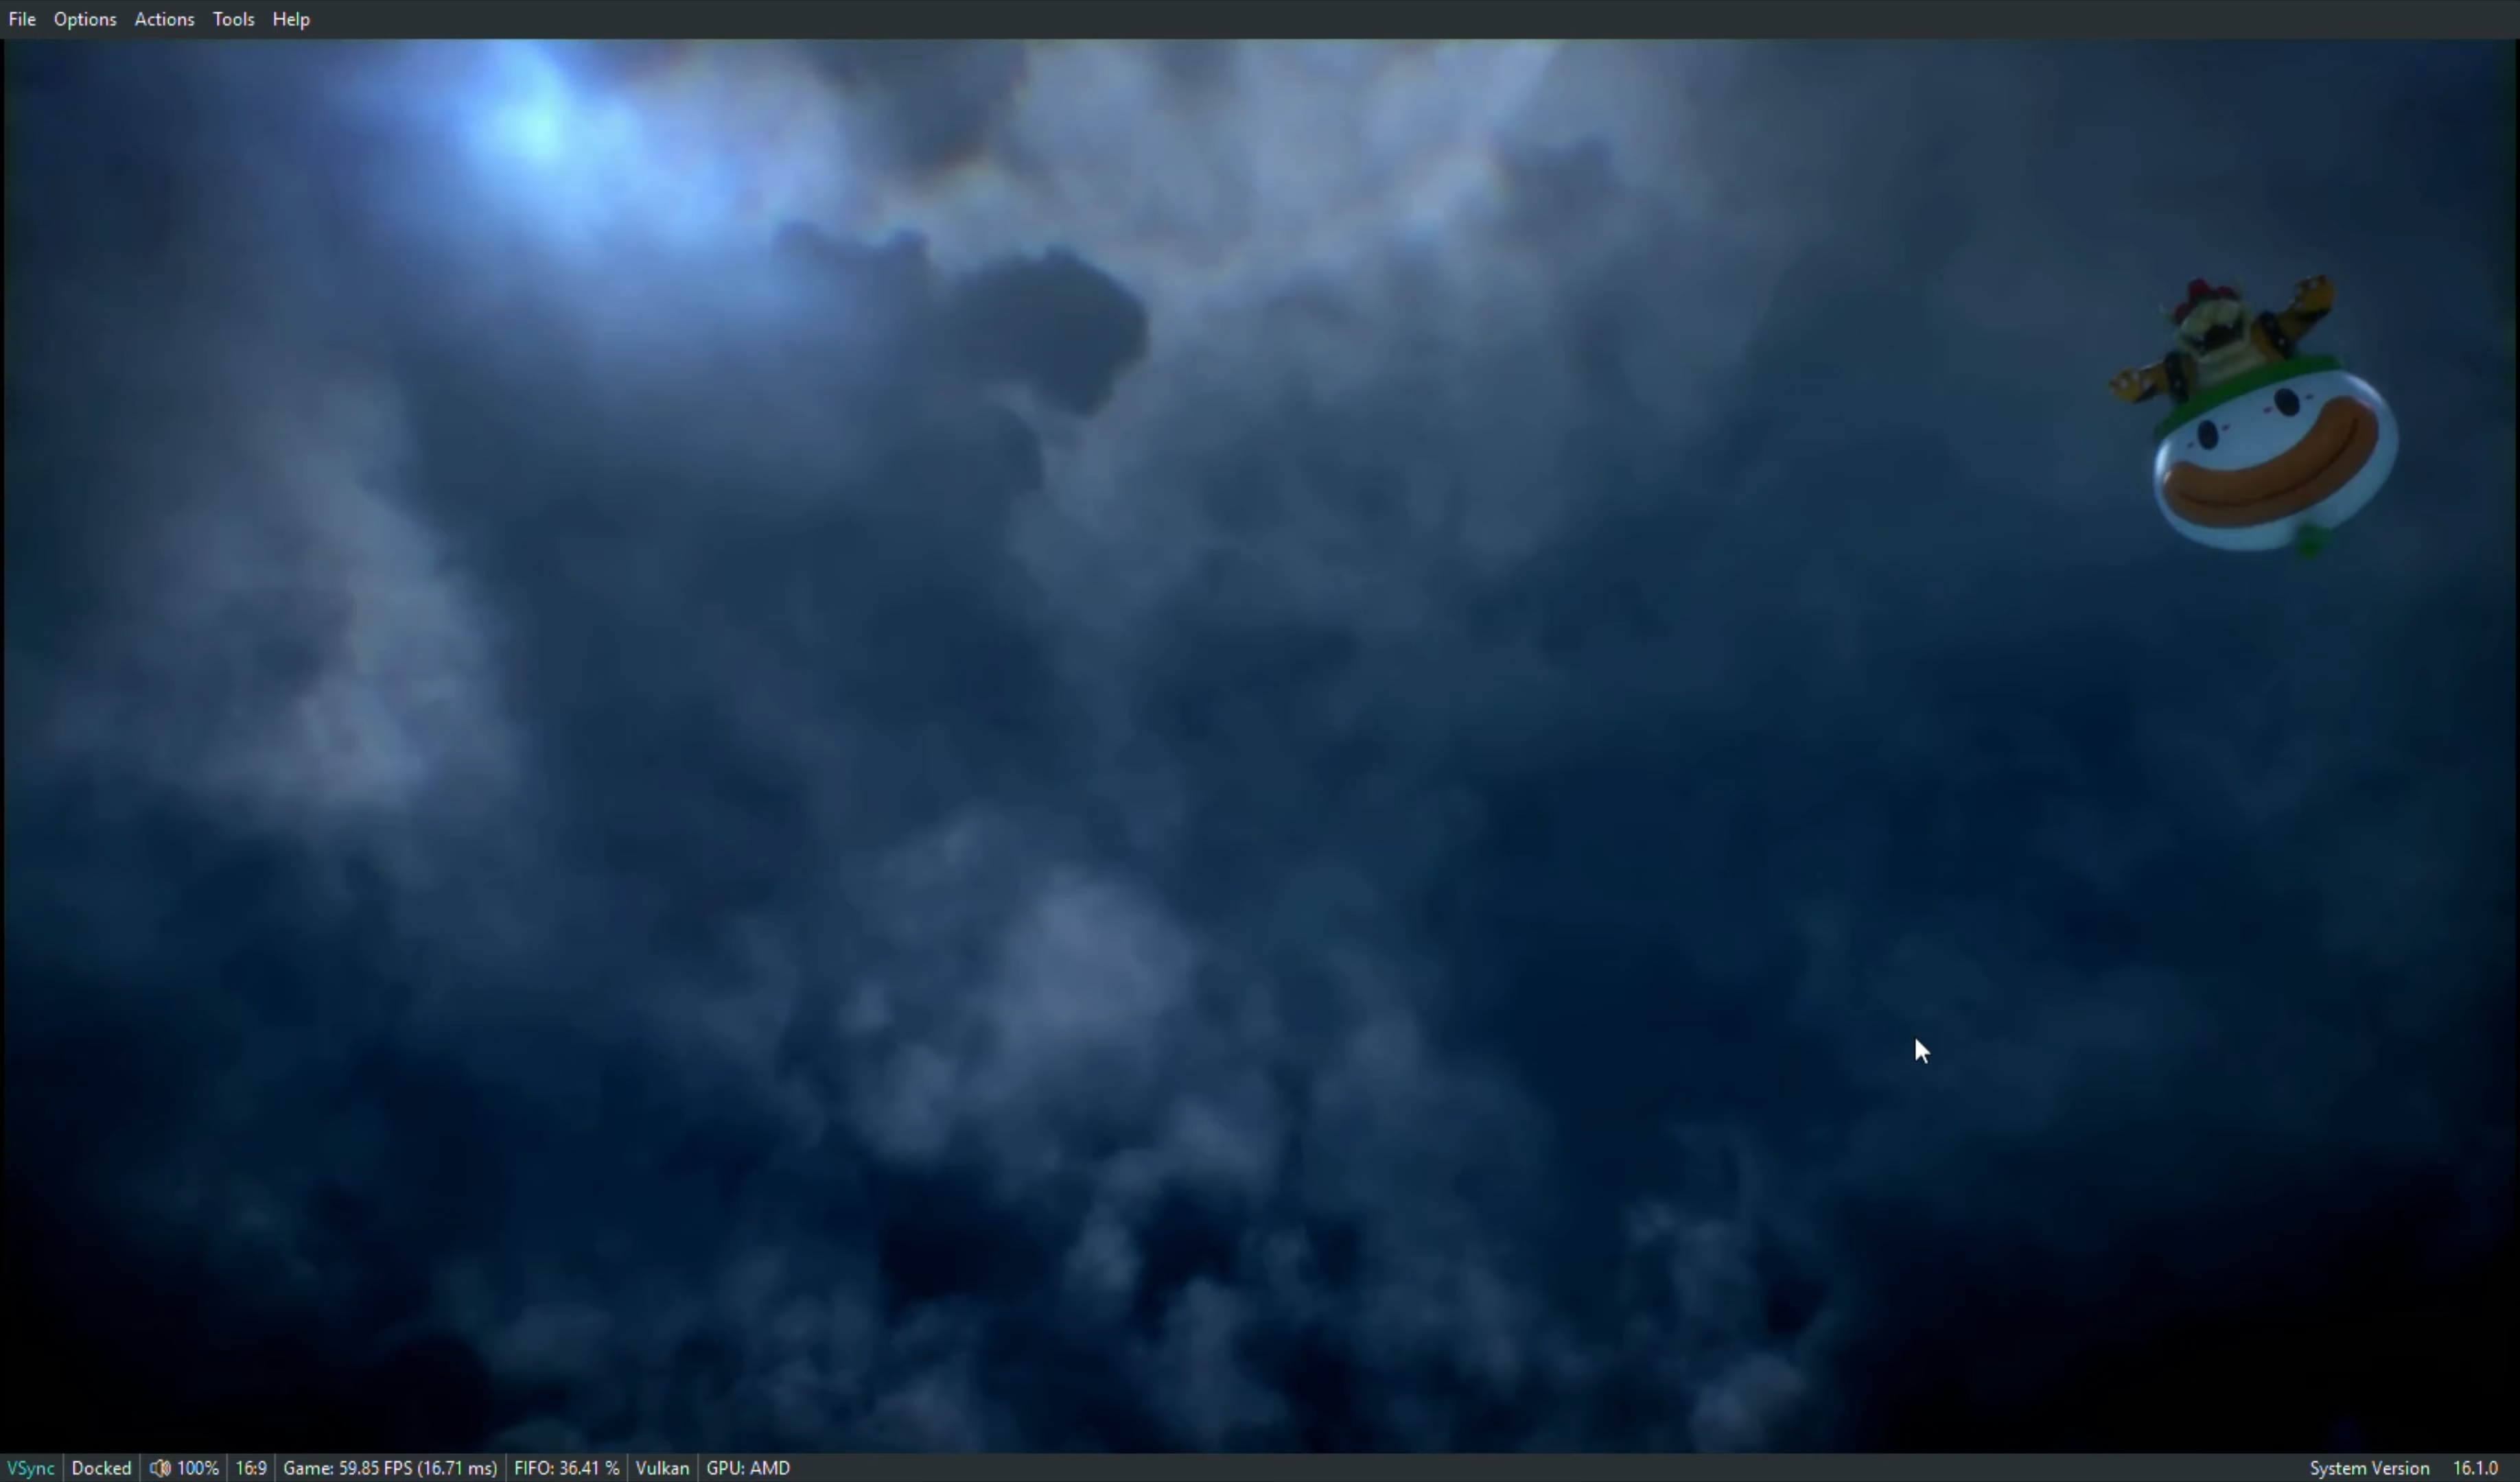 File Options Actions Tools Help
VSync Docked 100% 16:9 Game: 59.85 FPS (16.71 ms) FIFO: 36.41 % Vulkan GPU: AMD System Version 16.1.0